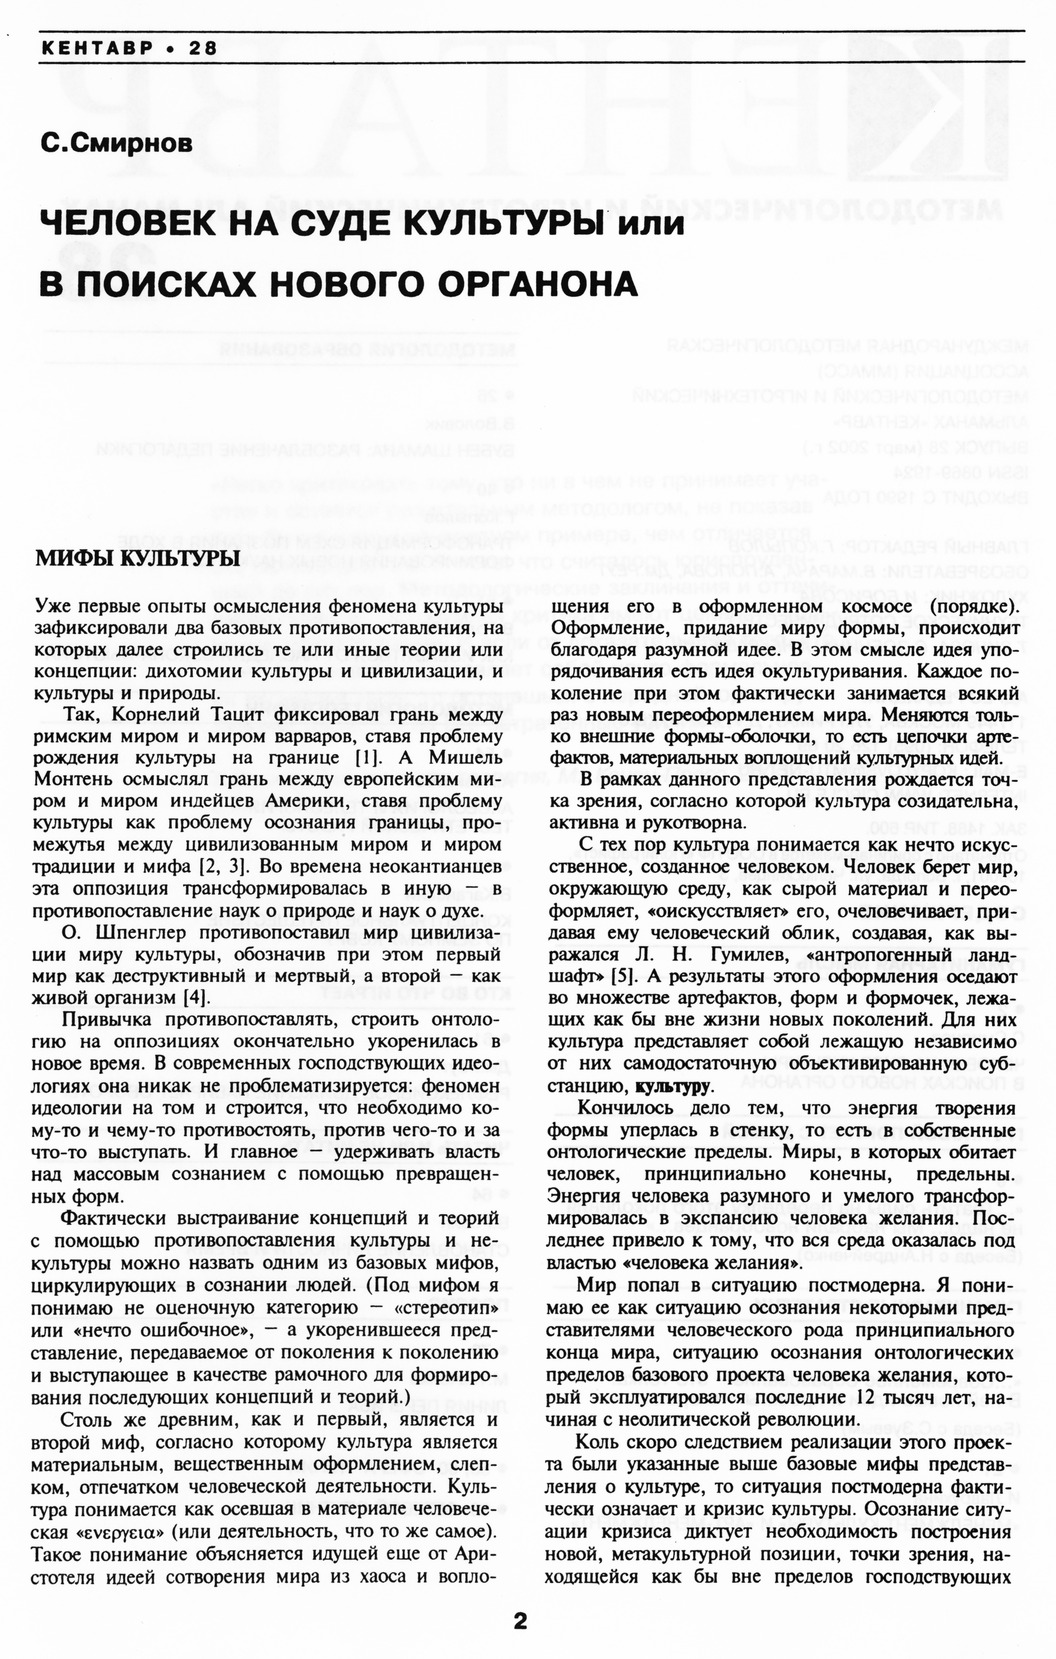 КЕНТАВР • 28
С.Смирнов
ЧЕЛОВЕК НА СУДЕ КУЛЬТУРЫ или
В ПОИСКАХ НОВОГО ОРГАНОНА
МИФЫ КУЛЬТУРЫ
Уже первые опыты осмысления феномена культуры
зафиксировали два базовых противопоставления, на
которых далее строились те или иные теории или
концепции: дихотомии культуры и цивилизации, и
культуры и природы.
Так, Корнелий Тацит фиксировал грань между
римским миром и миром варваров, ставя проблему
рождения культуры на границе [1]. А Мишель
Монтень осмыслял грань между европейским ми-
ром и миром индейцев Америки, ставя проблему
культуры как проблему осознания границы, про-
межутья между цивилизованным миром и миром
традиции и мифа [2, 3]. Во времена неокантианцев
эта оппозиция трансформировалась в иную — в
противопоставление наук о природе и наук о духе.
О. Шпенглер противопоставил мир цивилиза-
ции миру культуры, обозначив при этом первый
мир как деструктивный и мертвый, а второй — как
живой организм [4].
Привычка противопоставлять, строить онтоло-
гию на оппозициях окончательно укоренилась в
новое время. В современных господствующих идео-
логиях она никак не проблематизируется: феномен
идеологии на том и строится, что необходимо ко-
му-то и чему-то противостоять, против чего-то и за
что-то выступать. И главное — удерживать власть
над массовым сознанием с помощью превращен-
ных форм.
Фактически выстраивание концепций и теорий
с помощью противопоставления культуры и не-
культуры можно назвать одним из базовых мифов,
циркулирующих в сознании людей. (Под мифом я
понимаю не оценочную категорию — «стереотип»
или «нечто ошибочное», — а укоренившееся пред-
ставление, передаваемое от поколения к поколению
и выступающее в качестве рамочного для формиро-
вания последующих концепций и теорий.)
Столь же древним, как и первый, является и
второй миф, согласно которому культура является
материальным, вещественным оформлением, слеп-
ком, отпечатком человеческой деятельности. Куль-
тура понимается как осевшая в материале человече-
ская «ενεργεια» (или деятельность, что то же самое).
Такое понимание объясняется идущей еще от Ари-
стотеля идеей сотворения мира из хаоса и вопло-
щения его в оформленном космосе (порядке).
Оформление, придание миру формы, происходит
благодаря разумной идее. В этом смысле идея упо-
рядочивания есть идея окультуривания. Каждое по-
коление при этом фактически занимается всякий
раз новым переоформлением мира. Меняются толь-
ко внешние формы-оболочки, то есть цепочки арте-
фактов, материальных воплощений культурных идей.
В рамках данного представления рождается точ-
ка зрения, согласно которой культура созидательна,
активна и рукотворна.
С тех пор культура понимается как нечто искус-
ственное, созданное человеком. Человек берет мир,
окружающую среду, как сырой материал и перео-
формляет, «оискусствляет» его, очеловечивает, при-
давая ему человеческий облик, создавая, как вы-
ражался Л. Н. Гумилев, «антропогенный ланд-
шафт» [5]. А результаты этого оформления оседают
во множестве артефактов, форм и формочек, лежа-
щих как бы вне жизни новых поколений. Для них
культура представляет собой лежащую независимо
от них самодостаточную объективированную суб-
станцию, культуру.
Кончилось дело тем, что энергия творения
формы уперлась в стенку, то есть в собственные
онтологические пределы. Миры, в которых обитает
человек, принципиально конечны, предельны.
Энергия человека разумного и умелого трансфор-
мировалась в экспансию человека желания. Пос-
леднее привело к тому, что вся среда оказалась под
властью «человека желания».
Мир попал в ситуацию постмодерна. Я пони-
маю ее как ситуацию осознания некоторыми пред-
ставителями человеческого рода принципиального
конца мира, ситуацию осознания онтологических
пределов базового проекта человека желания, кото-
рый эксплуатировался последние 12 тысяч лет, на-
чиная с неолитической революции.
Коль скоро следствием реализации этого проек-
та были указанные выше базовые мифы представ-
ления о культуре, то ситуация постмодерна факти-
чески означает и кризис культуры. Осознание ситу-
ации кризиса диктует необходимость построения
новой, метакультурной позиции, точки зрения, на-
ходящейся как бы вне пределов господствующих
2